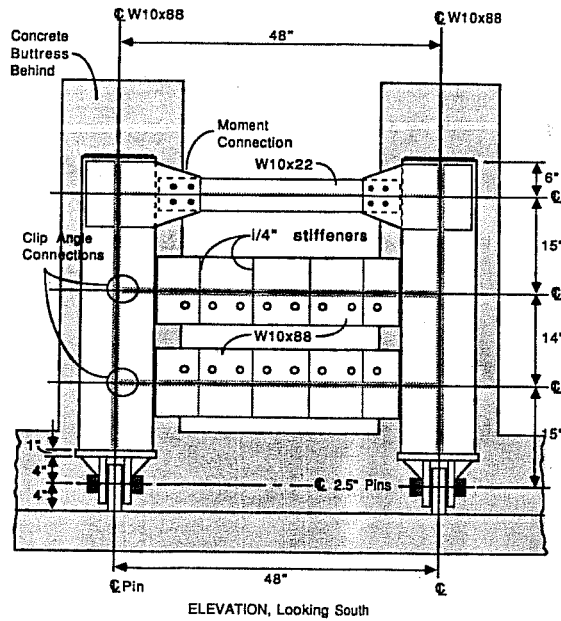 ℄ W10x88
℄ W10x88
48"
Concrete
Buttress
Behind
Moment
Connection
W10x22
6"
℄
15"
Clip Angle
Connections
1/4" stiffeners
℄
W10x88
14"
℄
15"
1"
4"
4"
℄ 2.5" Pins
℄ Pin
48"
℄
ELEVATION, Looking South